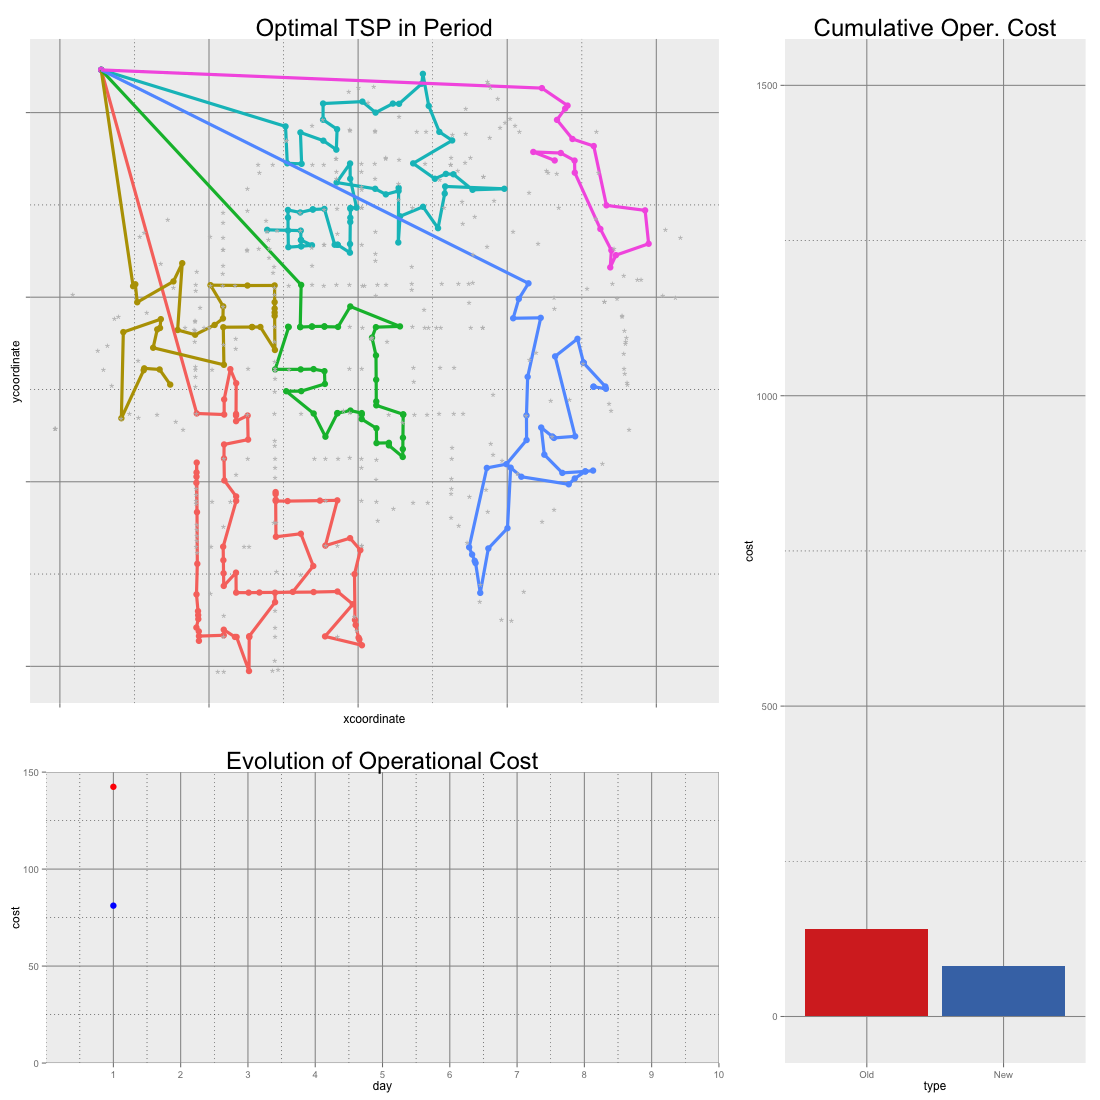 Optimal TSP in Period
ycoordinate
xcoordinate
Evolution of Operational Cost
150
100
50
0
cost
1 2 3 4 5 6 7 8 9 10
day
Cumulative Oper. Cost
1500
1000
500
0
cost
Old New
type